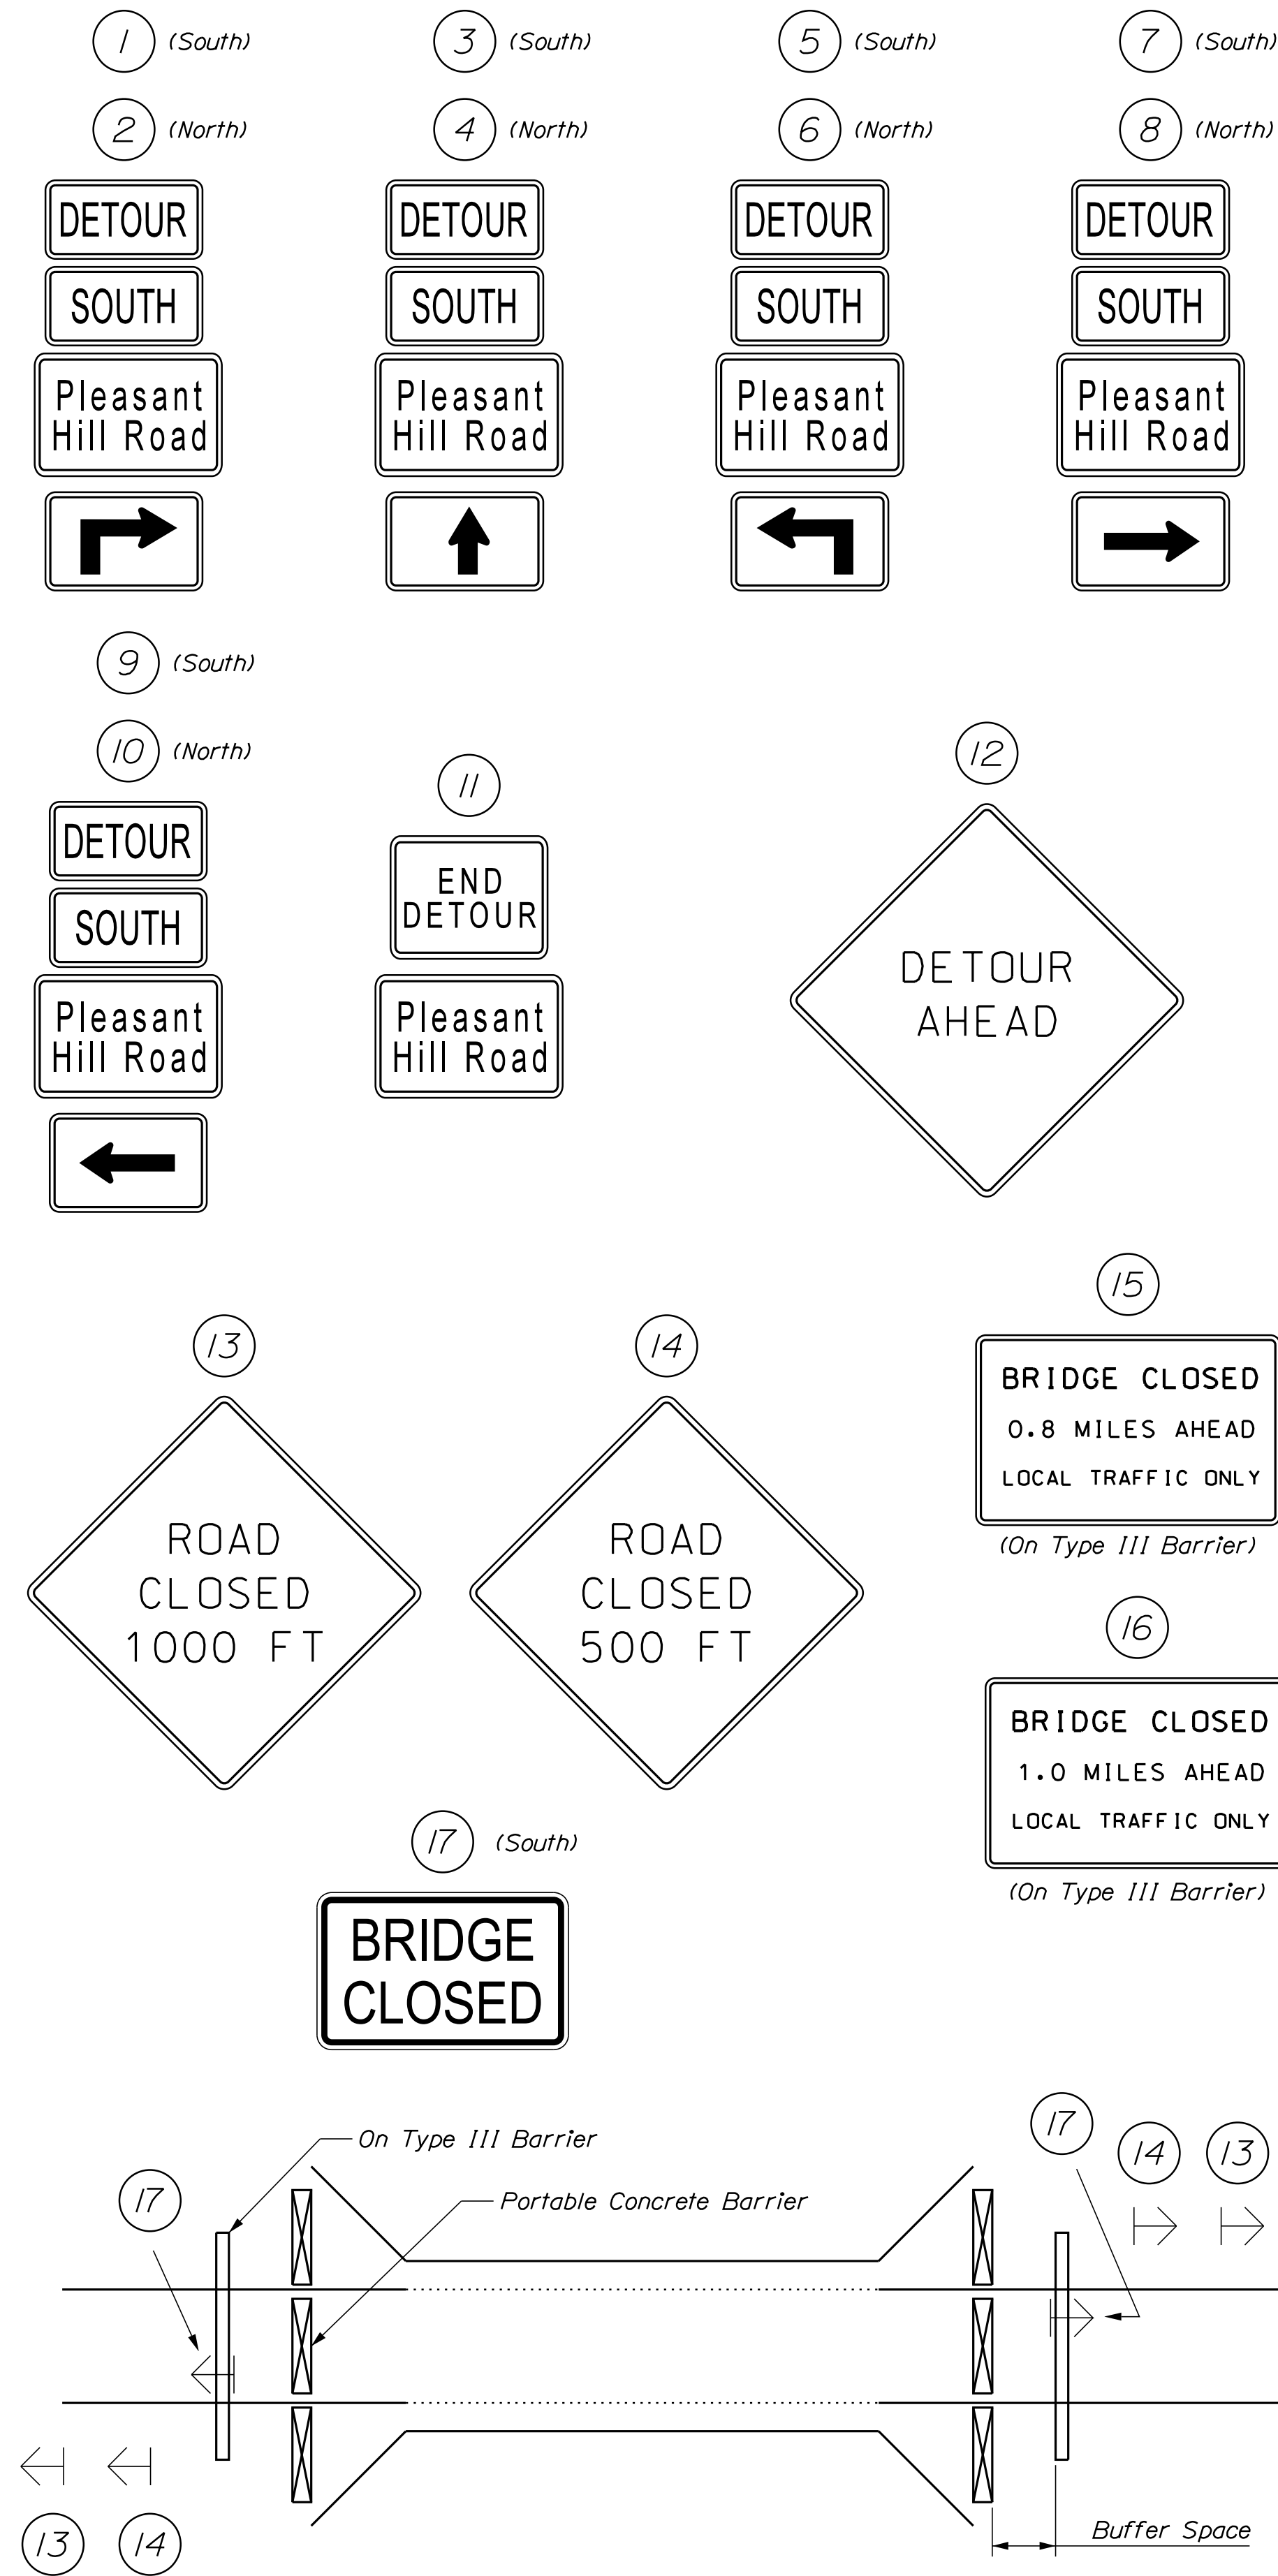 1 (South) 3 (South) 5 (South) 7 (South)
2 (North) 4 (North) 6 (North) 8 (North)
DETOUR DETOUR DETOUR DETOUR
SOUTH SOUTH SOUTH SOUTH
Pleasant Pleasant Pleasant Pleasant
Hill Road Hill Road Hill Road Hill Road
9 (South)
10 (North)
DETOUR
SOUTH
Pleasant
Hill Road
11
END
DETOUR
Pleasant
Hill Road
12
DETOUR
AHEAD
13
ROAD
CLOSED
1000 FT
14
ROAD
CLOSED
500 FT
15
BRIDGE CLOSED
0.8 MILES AHEAD
LOCAL TRAFFIC ONLY
(On Type III Barrier)
16
BRIDGE CLOSED
1.0 MILES AHEAD
LOCAL TRAFFIC ONLY
(On Type III Barrier)
17 (South)
BRIDGE
CLOSED
On Type III Barrier
17 14 13
17
Portable Concrete Barrier
13 14
Buffer Space